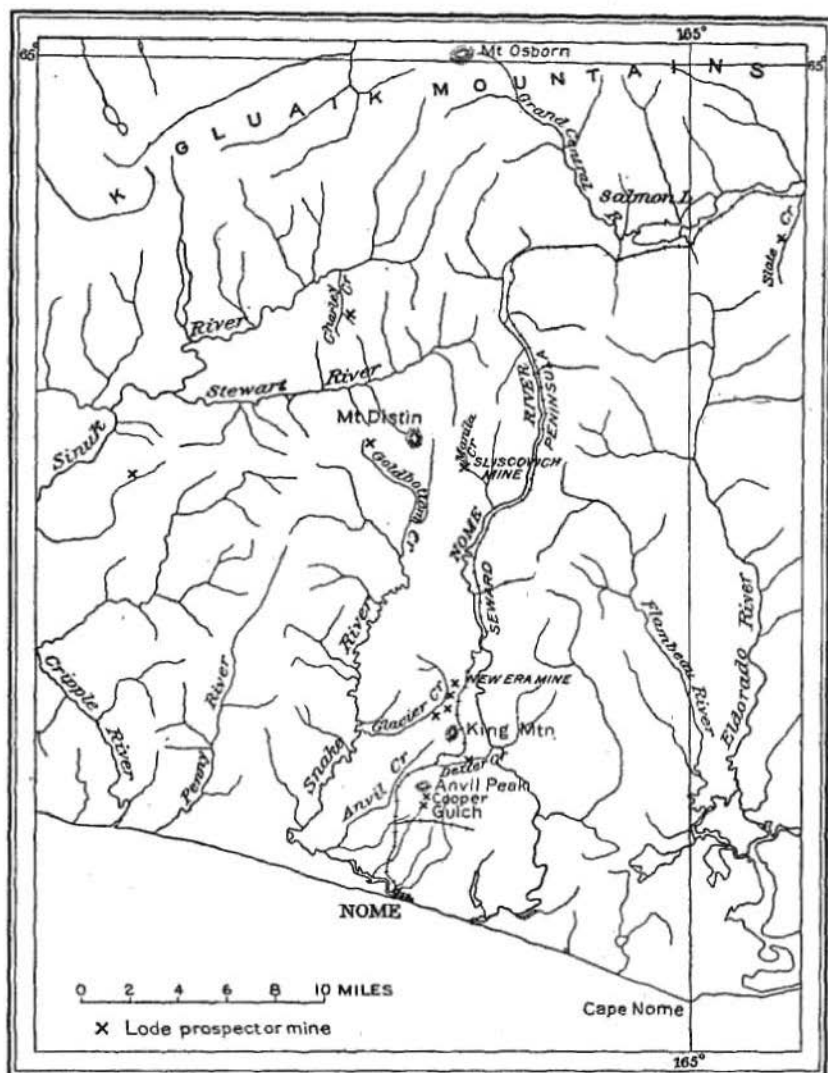 165°
65°
65°
Mt Osborn
KIGLUAIK MOUNTAINS
Grand Central R
Salmon L
Slate Cr
River
Charley Cr
Stewart River
RIVER
PENINSULA
Sinuk
Mt Distin
Manila Cr
SLISCOVICH
MINE
Goldbottom Cr
NOME
SEWARD
River
River
Flambeau River
Eldorado River
Cripple River
Penny
Snake
Glacier Cr
NEW ERA MINE
King Mtn
Anvil Cr
Dexter Cr
Anvil Peak
Cooper
Gulch
NOME
0 2 4 6 8 10 MILES
Cape Nome
x Lode prospect or mine
165°